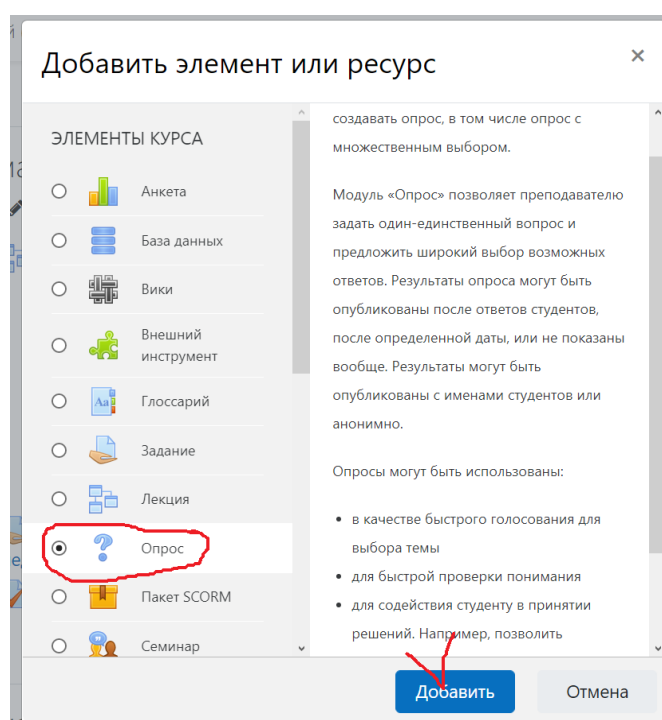 Добавить элемент или ресурс
×
ЭЛЕМЕНТЫ КУРСА
Анкета
База данных
Вики
Внешний
инструмент
Глоссарий
Задание
Лекция
Опрос
Пакет SCORM
Семинар
создавать опрос, в том числе опрос с
множественным выбором.
Модуль «Опрос» позволяет преподавателю
задать один-единственный вопрос и
предложить широкий выбор возможных
ответов. Результаты опроса могут быть
опубликованы после ответов студентов,
после определенной даты, или не показаны
вообще. Результаты могут быть
опубликованы с именами студентов или
анонимно.
Опросы могут быть использованы:
• в качестве быстрого голосования для
выбора темы
• для быстрой проверки понимания
• для содействия студенту в принятии
решений. Например, позволить
Добавить
Отмена